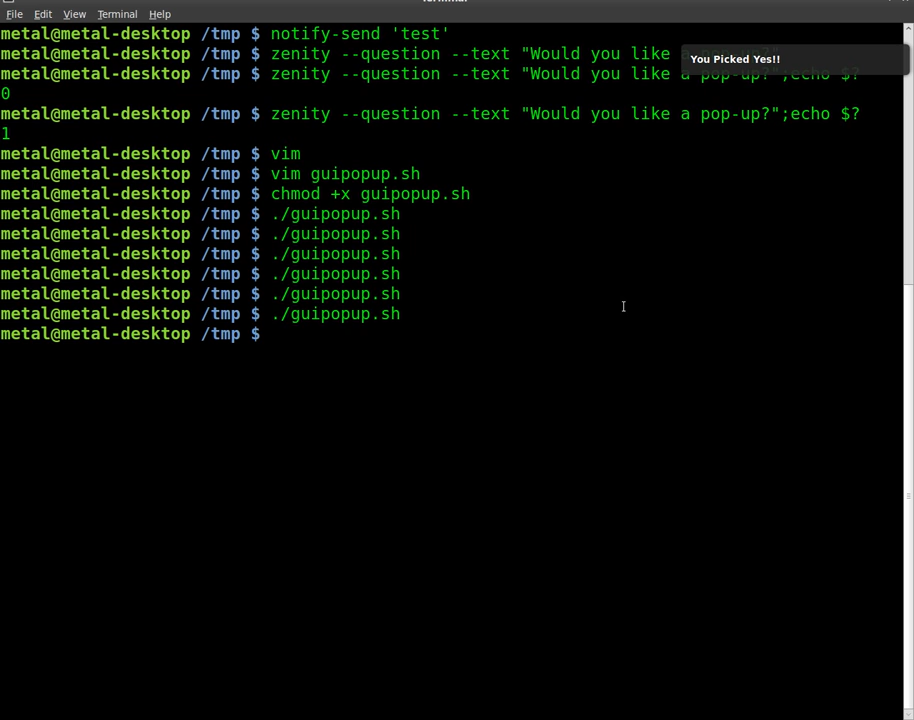 Terminal
File Edit View Terminal Help
metal@metal-desktop /tmp $ notify-send 'test'
metal@metal-desktop /tmp $ zenity --question --text "Would you like a pop-up?"
metal@metal-desktop /tmp $ zenity --question --text "Would you like a pop-up?";echo $?
0
metal@metal-desktop /tmp $ zenity --question --text "Would you like a pop-up?";echo $?
1
metal@metal-desktop /tmp $ vim
metal@metal-desktop /tmp $ vim guipopup.sh
metal@metal-desktop /tmp $ chmod +x guipopup.sh
metal@metal-desktop /tmp $ ./guipopup.sh
metal@metal-desktop /tmp $ ./guipopup.sh
metal@metal-desktop /tmp $ ./guipopup.sh
metal@metal-desktop /tmp $ ./guipopup.sh
metal@metal-desktop /tmp $ ./guipopup.sh
metal@metal-desktop /tmp $ ./guipopup.sh
metal@metal-desktop /tmp $
You Picked Yes!!